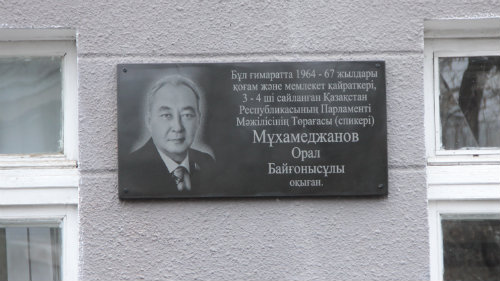 Бұл ғимаратта 1964 - 67 жылдары
қоғам және мемлекет қайраткері,
3 - 4 ші сайланған Қазақстан
Республикасының Парламенті
Мәжілісінің Төрағасы (спикері)
Мұхамеджанов
Орал
Байғонысұлы
оқыған.